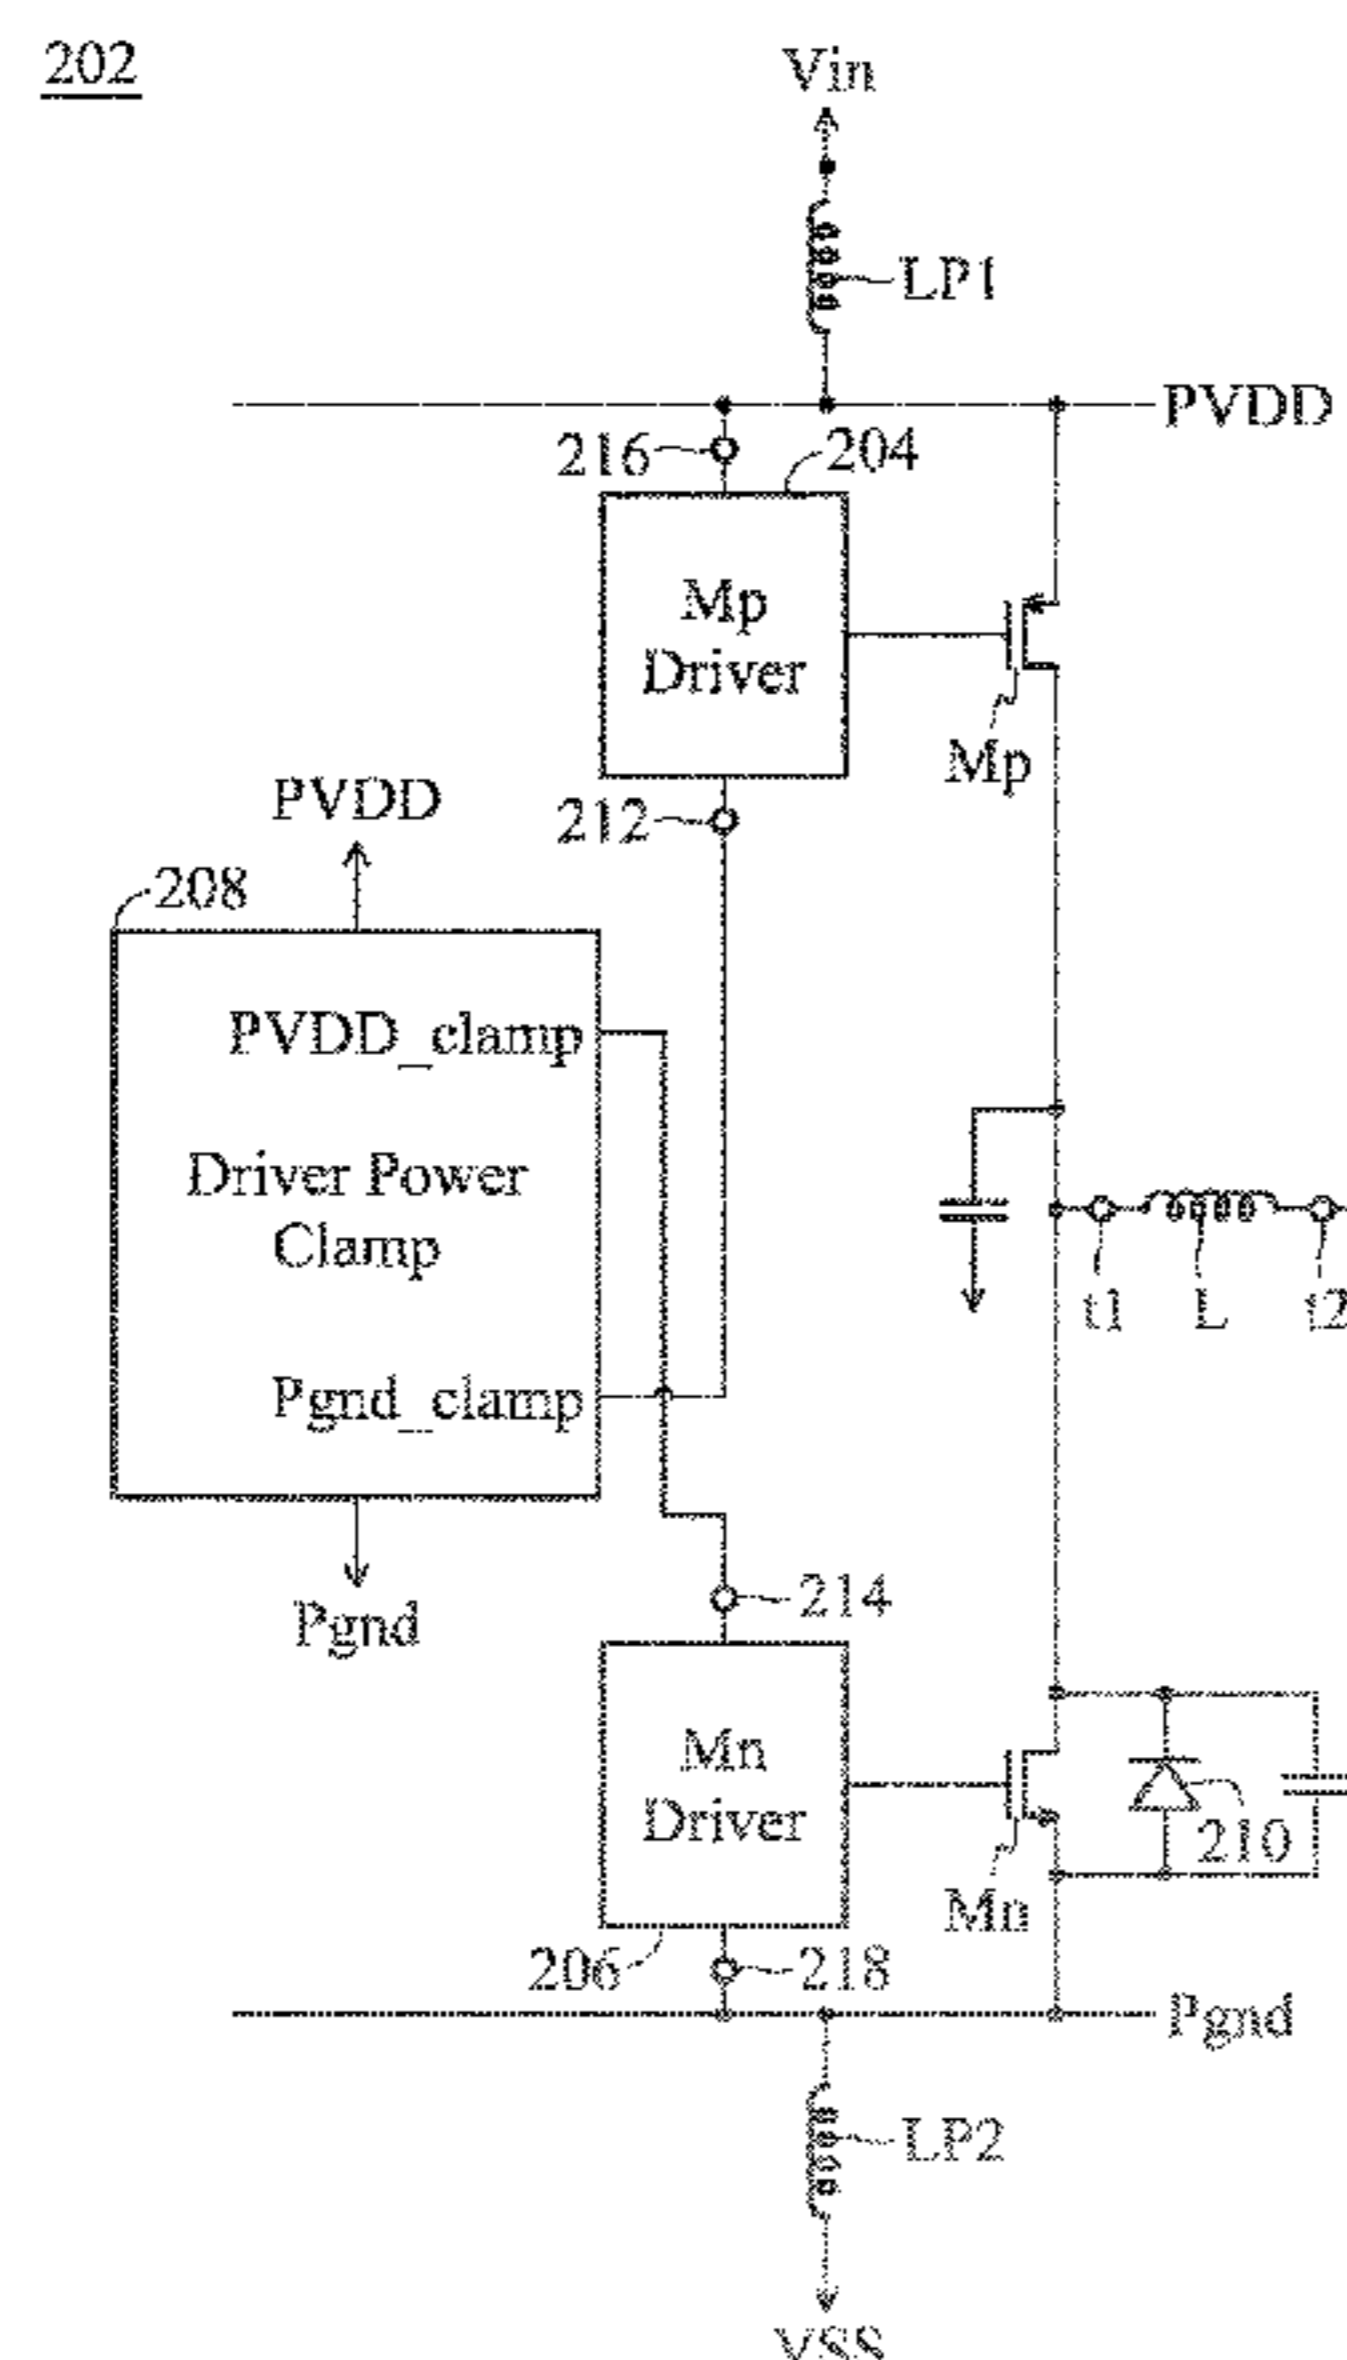 202
Vin
LP1
PVDD
216
204
Mp
Driver
Mp
212
PVDD
208
PVDD_clamp
Driver Power
Clamp
t1
L
t2
Pgnd_clamp
214
Pgnd
Mn
Driver
210
Mn
206
218
Pgnd
LP2
VSS